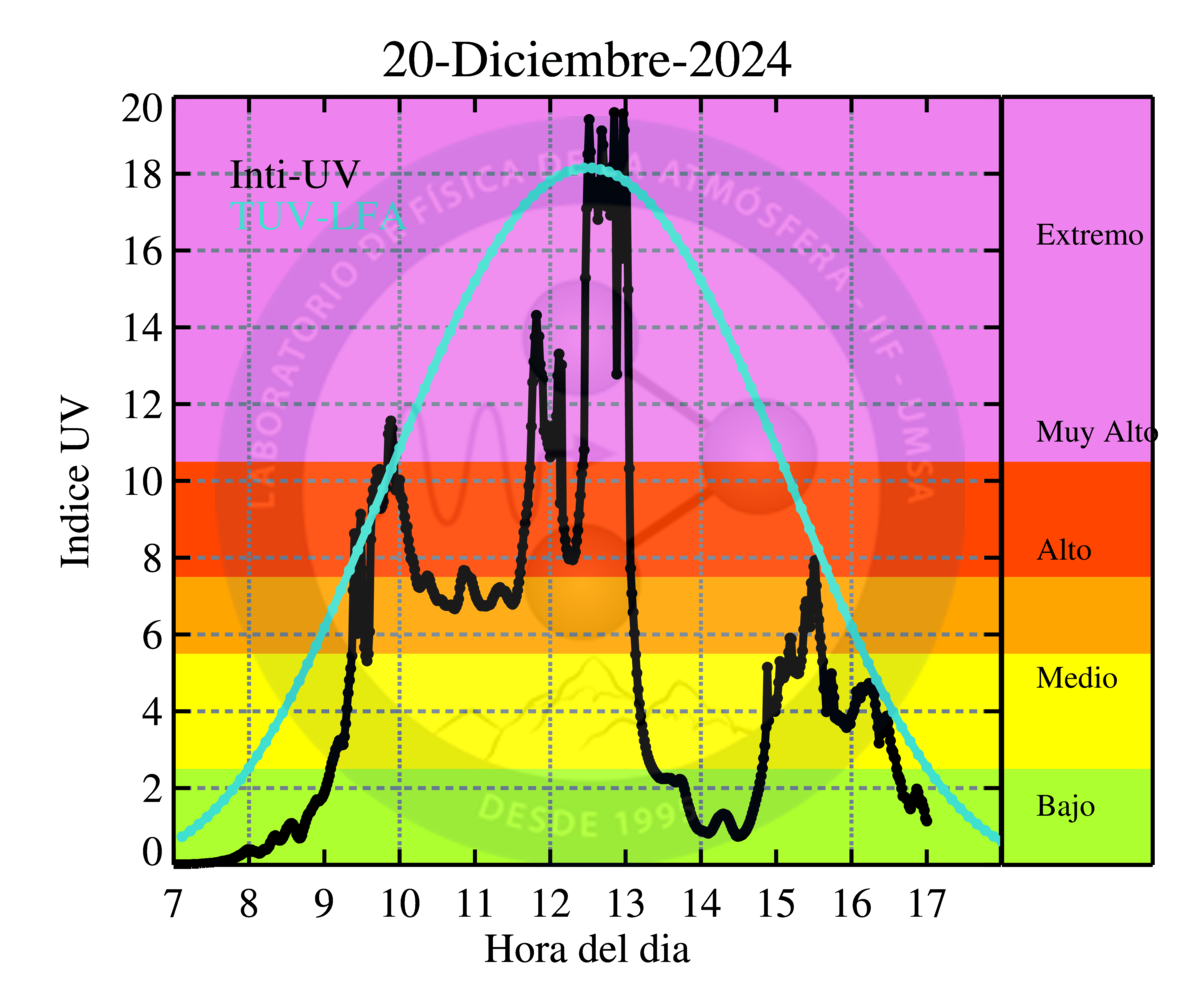 20-Diciembre-2024
Inti-UV
TUV-LFA
Indice UV
20
18
16
14
12
10
8
6
4
2
0
7 8 9 10 11 12 13 14 15 16 17
Hora del dia
Extremo
Muy Alto
Alto
Medio
Bajo
LABORATORIO DE FÍSICA DE LA ATMÓSFERA - IIF - UMSA